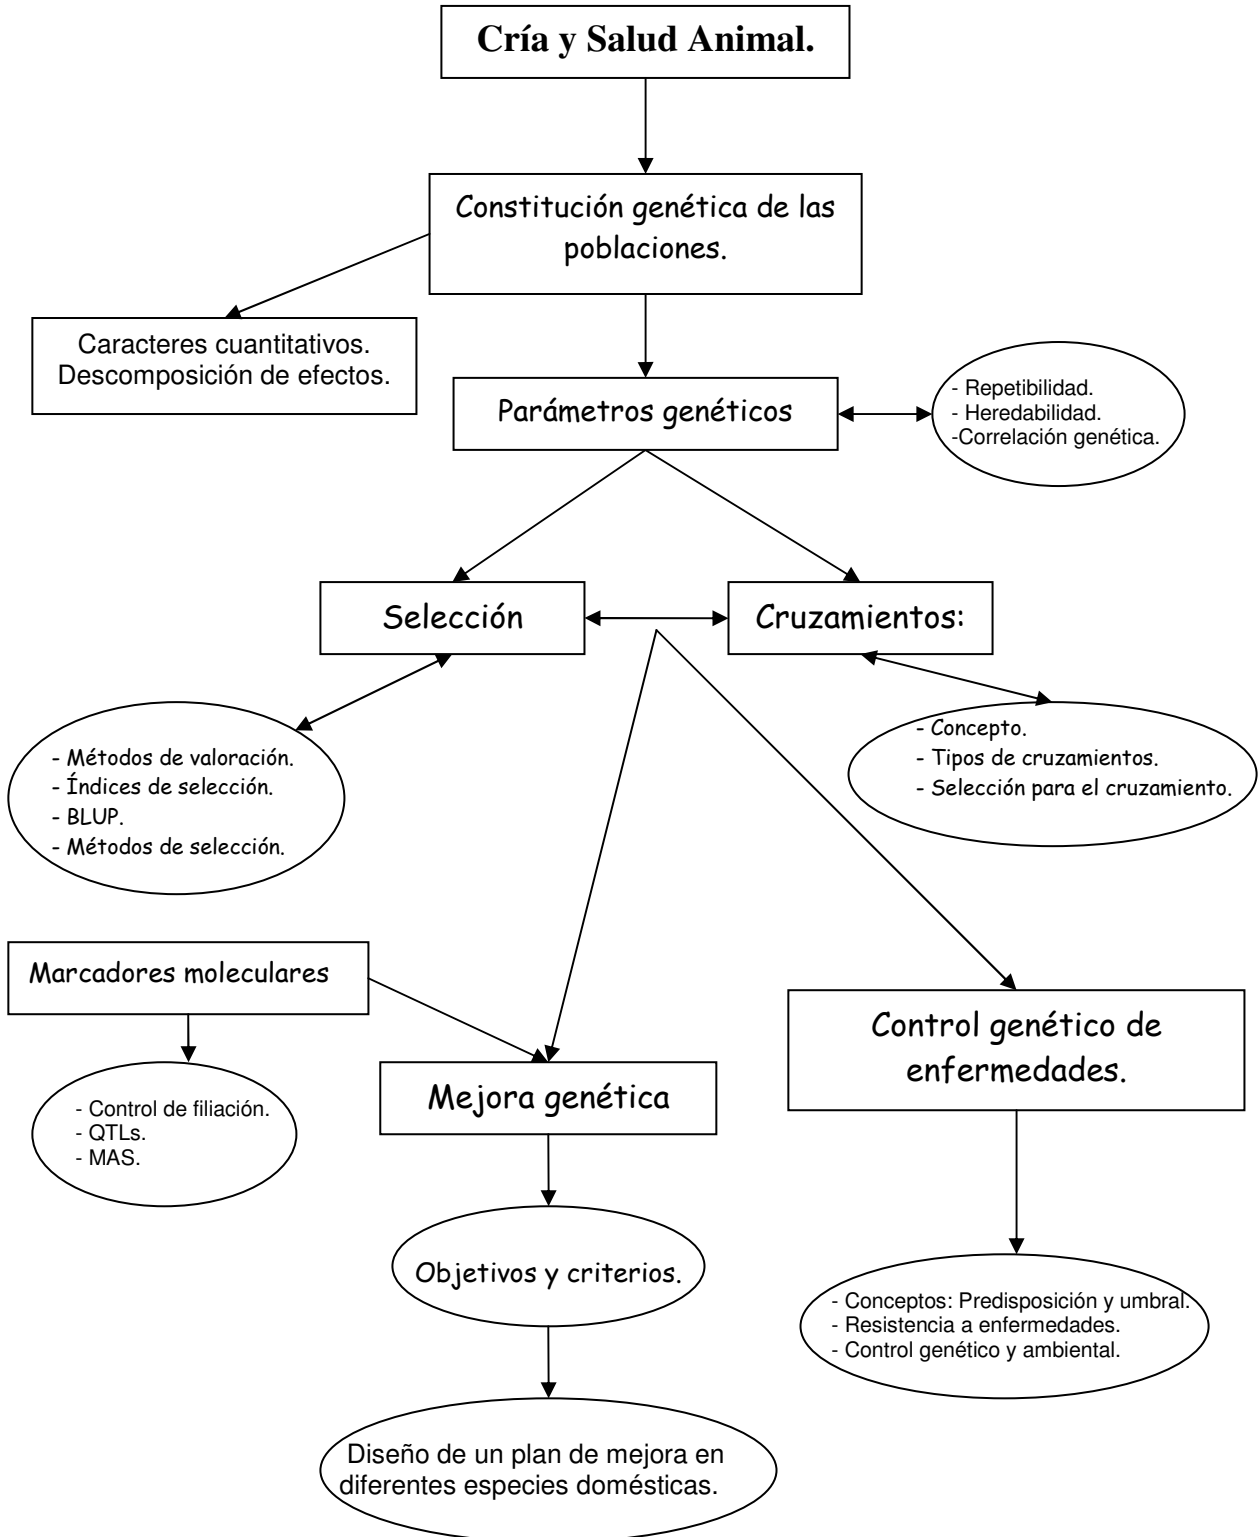 Cría y Salud Animal.
Constitución genética de las
poblaciones.
Caracteres cuantitativos.
Descomposición de efectos.
Parámetros genéticos
- Repetibilidad.
- Heredabilidad.
-Correlación genética.
Selección
Cruzamientos:
- Métodos de valoración.
- Índices de selección.
- BLUP.
- Métodos de selección.
- Concepto.
- Tipos de cruzamientos.
- Selección para el cruzamiento.
Marcadores moleculares
- Control de filiación.
- QTLs.
- MAS.
Mejora genética
Control genético de
enfermedades.
Objetivos y criterios.
- Conceptos: Predisposición y umbral.
- Resistencia a enfermedades.
- Control genético y ambiental.
Diseño de un plan de mejora en
diferentes especies domésticas.